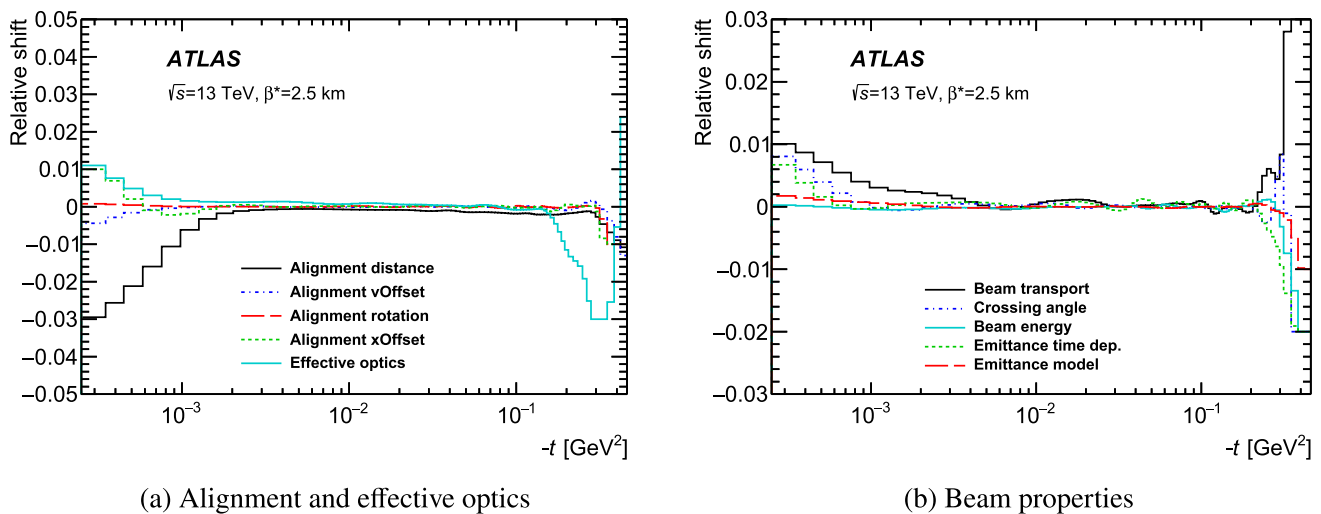 Relative shift
0.05
0.04
0.03
0.02
0.01
0
−0.01
−0.02
−0.03
−0.04
−0.05
ATLAS
√s=13 TeV, β*=2.5 km
Alignment distance
Alignment vOffset
Alignment rotation
Alignment xOffset
Effective optics
10⁻³ 10⁻² 10⁻¹
-t [GeV²]
(a) Alignment and effective optics
Relative shift
0.03
0.02
0.01
0
−0.01
−0.02
−0.03
ATLAS
√s=13 TeV, β*=2.5 km
Beam transport
Crossing angle
Beam energy
Emittance time dep.
Emittance model
10⁻³ 10⁻² 10⁻¹
-t [GeV²]
(b) Beam properties